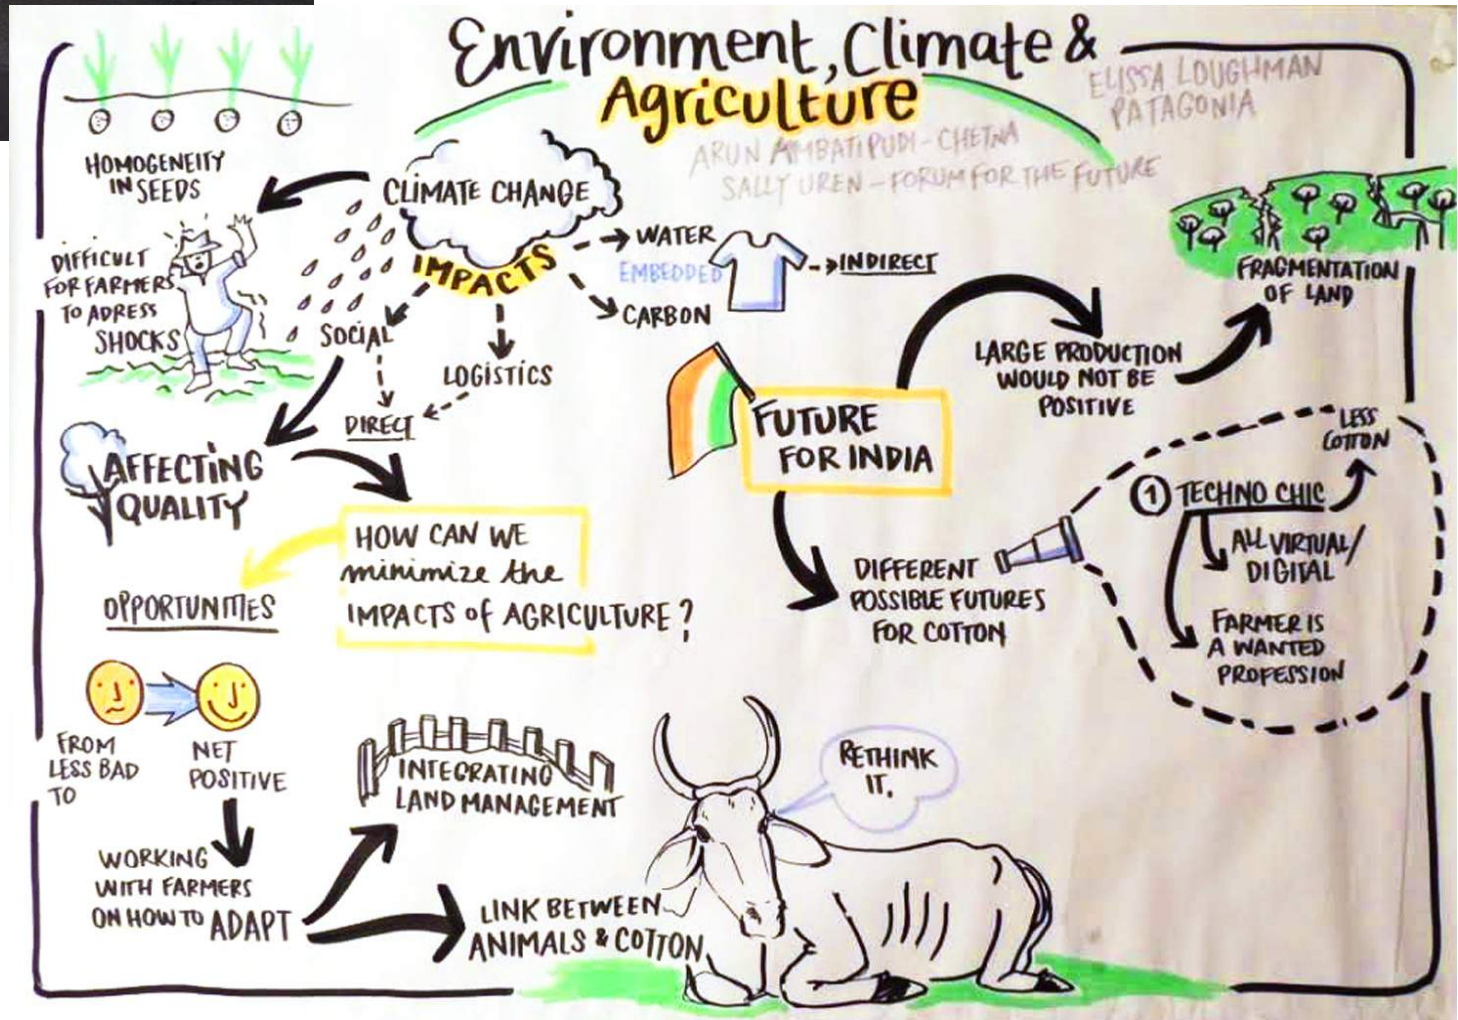 Environment, Climate &
Agriculture
ELISSA LOUGHMAN
PATAGONIA
ARUN AMBATIPUDI - CHETNA
SALLY UREN - FORUM FOR THE FUTURE
HOMOGENEITY
IN SEEDS
CLIMATE CHANGE
IMPACTS
DIFFICULT
FOR FARMERS
TO ADRESS
SHOCKS
WATER
EMBEDDED
CARBON
INDIRECT
SOCIAL
LOGISTICS
DIRECT
AFFECTING
QUALITY
HOW CAN WE
minimize the
IMPACTS of AGRICULTURE?
OPPORTUNITIES
FROM
LESS BAD
TO
NET
POSITIVE
WORKING
WITH FARMERS
ON HOW TO ADAPT
INTEGRATING
LAND MANAGEMENT
LINK BETWEEN
ANIMALS & COTTON
FUTURE
FOR INDIA
LARGE PRODUCTION
WOULD NOT BE
POSITIVE
FRAGMENTATION
OF LAND
DIFFERENT
POSSIBLE FUTURES
FOR COTTON
1 TECHNO CHIC
LESS
COTTON
ALL VIRTUAL/
DIGITAL
FARMER IS
A WANTED
PROFESSION
RETHINK
IT.